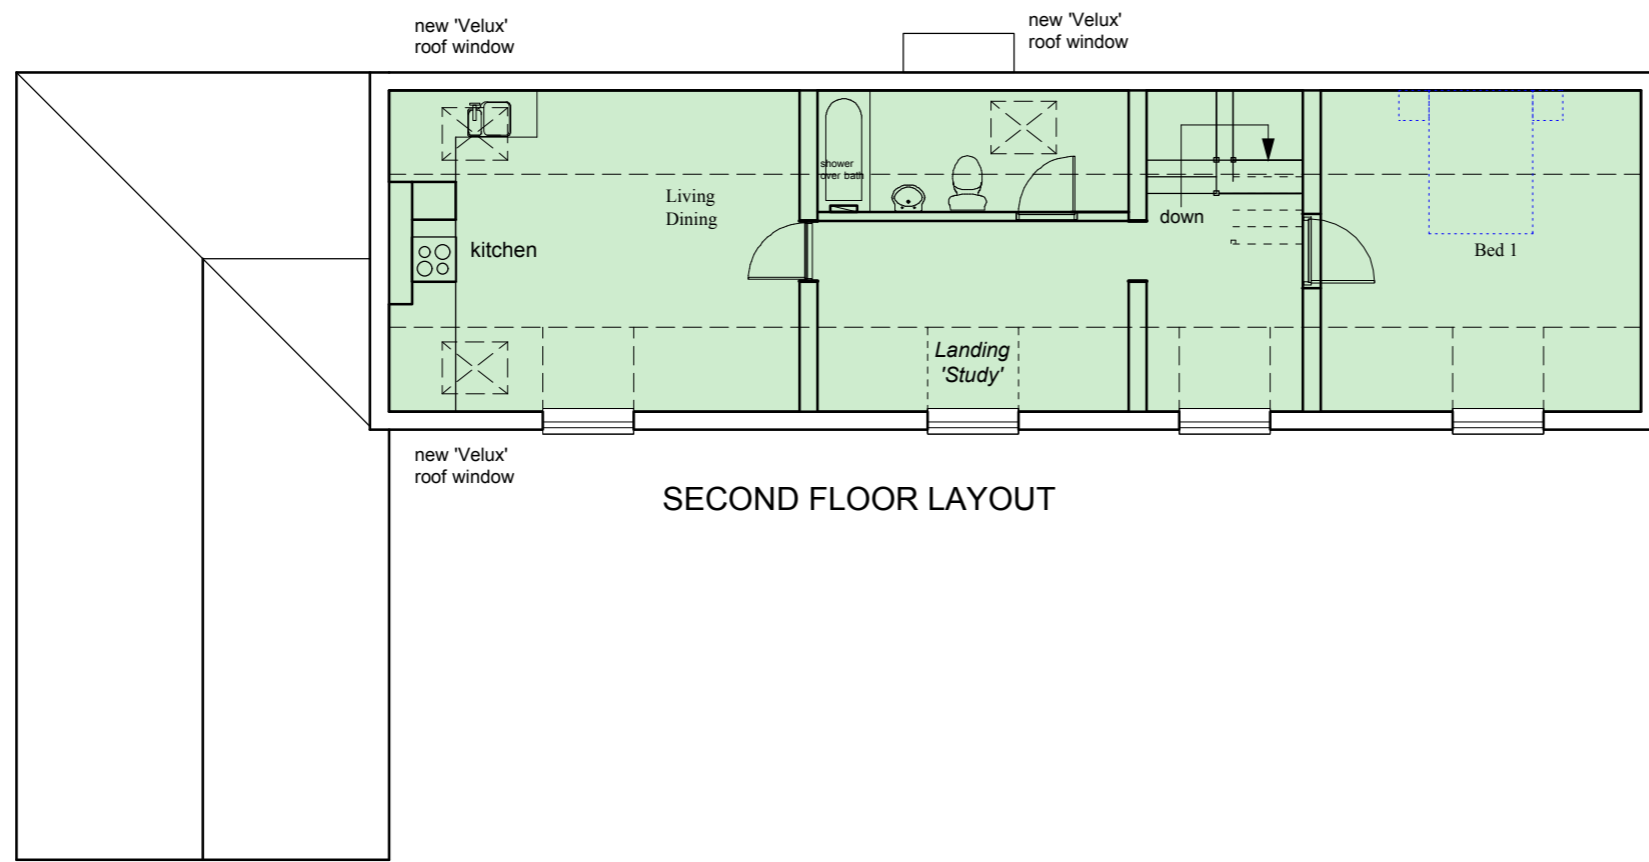 new 'Velux'
roof window
new 'Velux'
roof window
shower
over bath
Living
Dining
kitchen
down
Bed 1
Landing
'Study'
new 'Velux'
roof window
SECOND FLOOR LAYOUT